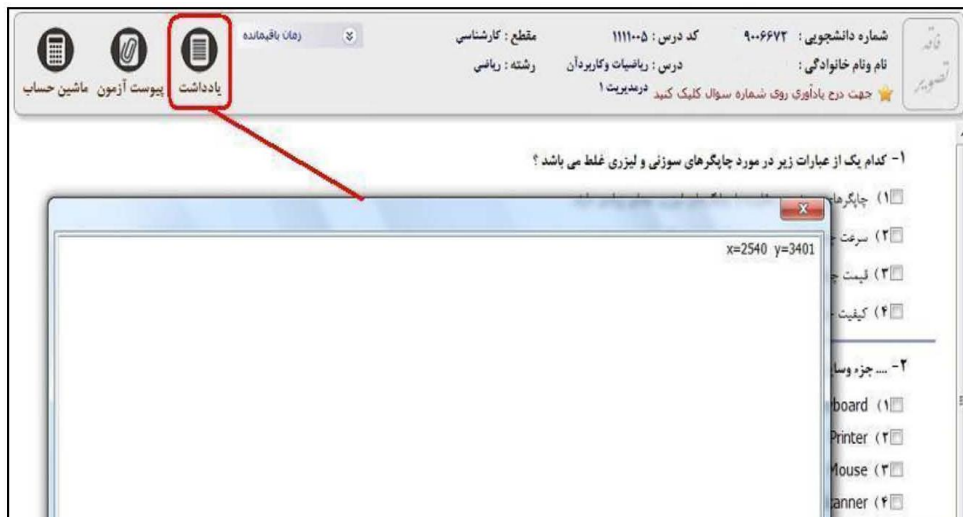 فاقد
تصویر
شماره دانشجویی : ۹۰۰۶۶۷۲
کد درس : ۱۱۱۱۰۰۵
مقطع : کارشناسی
زمان باقیمانده
نام ونام خانوادگی :
درس : ریاضیات وکاربردآن درمدیریت ۱
رشته : ریاضی
جهت درج یادآوری روی شماره سوال کلیک کنید
یادداشت
پیوست آزمون
ماشین حساب
۱- کدام یک از عبارات زیر در مورد چاپگرهای سوزنی و لیزری غلط می باشد ؟
۱) چاپگرها
x=2540 y=3401
۲) سرعت
۳) قیمت
۴) کیفیت
۲- .... جزء وسا
board (۱
Printer (۲
Mouse (۳
canner (۴